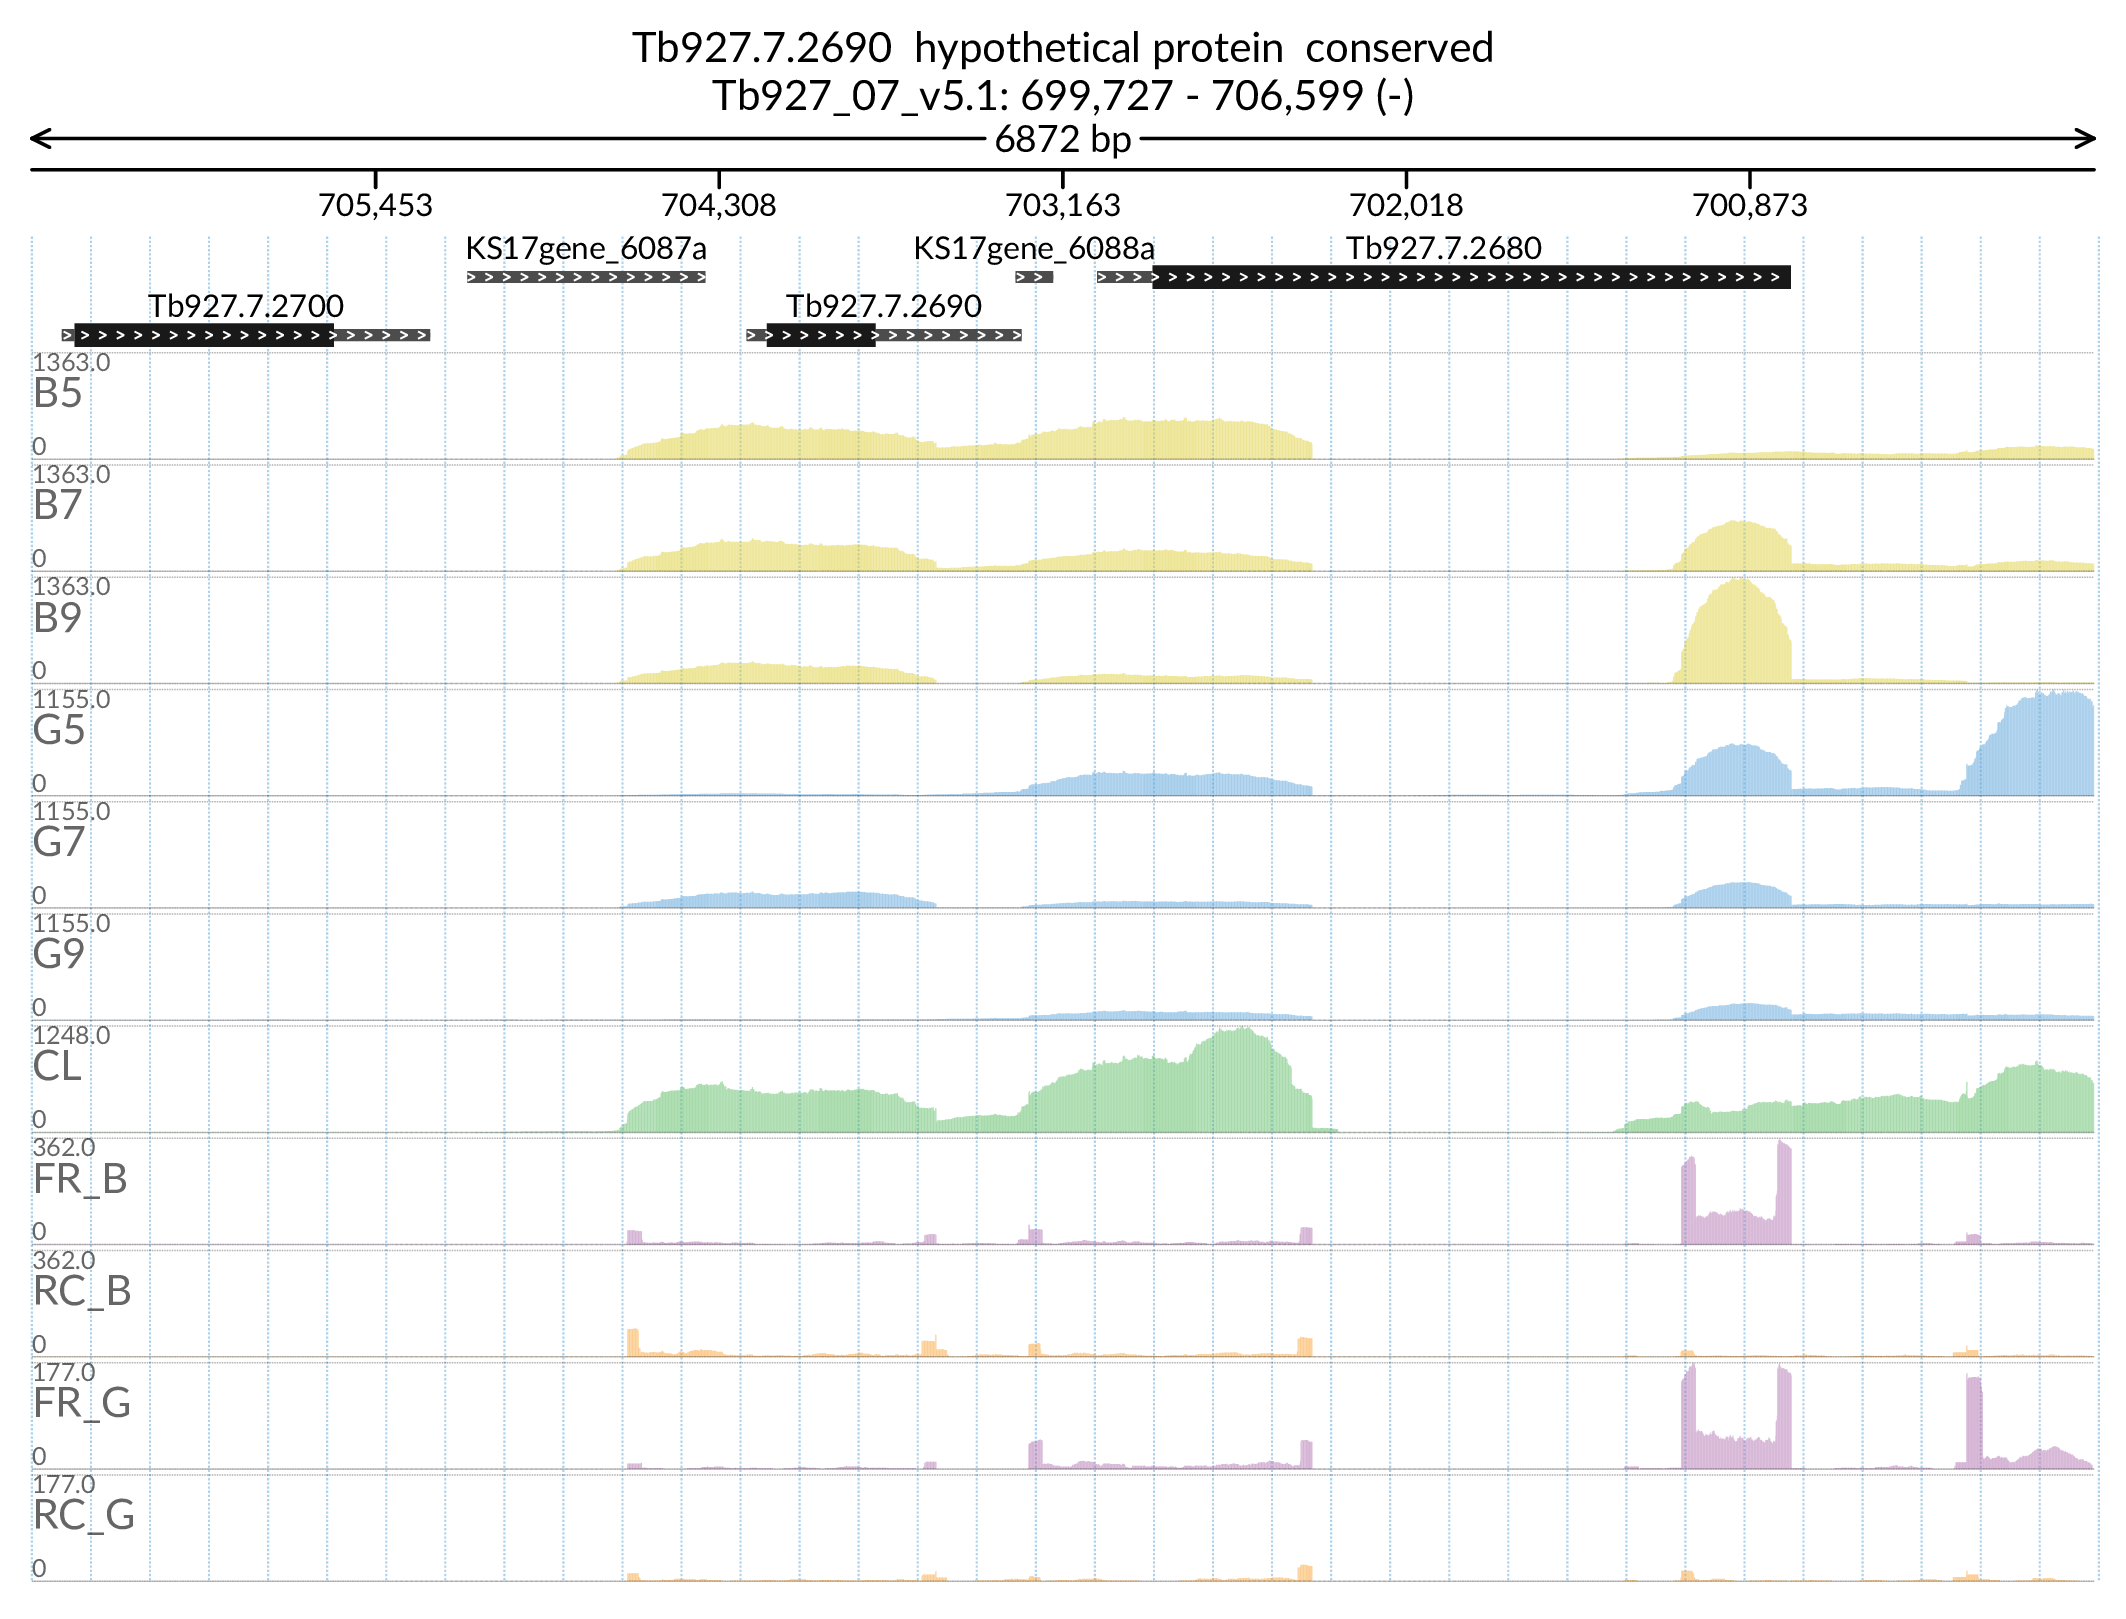 Tb927.7.2690  hypothetical protein  conserved
Tb927_07_v5.1: 699,727 - 706,599 (-)
6872 bp
705,453 704,308 703,163 702,018 700,873
KS17gene_6087a KS17gene_6088a Tb927.7.2680
Tb927.7.2700 Tb927.7.2690
1363.0
B5
0
1363.0
B7
0
1363.0
B9
0
1155.0
G5
0
1155.0
G7
0
1155.0
G9
0
1248.0
CL
0
362.0
FR_B
0
362.0
RC_B
0
177.0
FR_G
0
177.0
RC_G
0